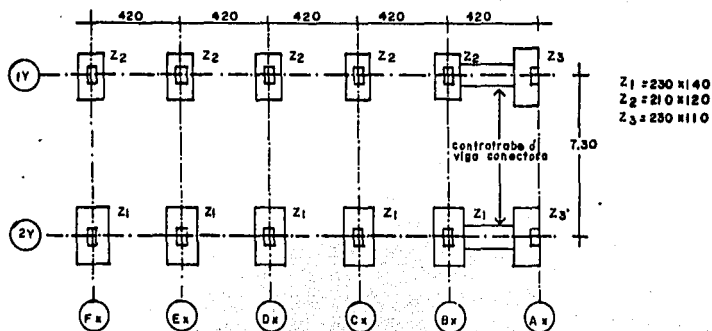 420 420 420 420 420
Z2 Z2 Z2 Z2 Z2 Z3
1Y
Z1 = 230 x 140
Z2 = 210 x 120
Z3 = 230 x 110
contratrabe ó
viga conectora
7.30
Z1 Z1 Z1 Z1 Z1 Z3'
2Y
Fx Ex Dx Cx Bx Ax